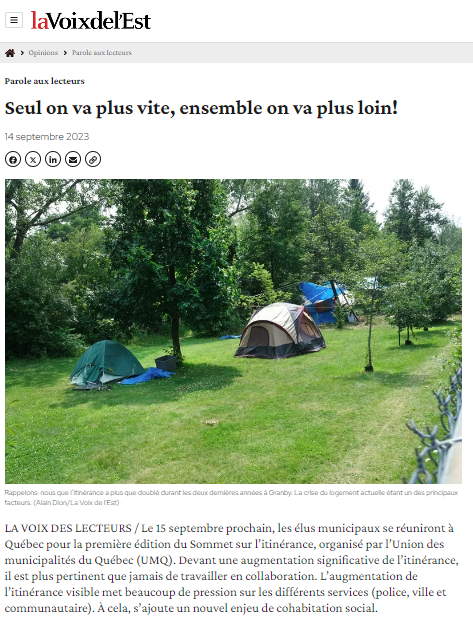 laVoixdel'Est
Opinions > Parole aux lecteurs
Parole aux lecteurs
Seul on va plus vite, ensemble on va plus loin!
14 septembre 2023
Rappelons-nous que l'itinérance a plus que doublé durant les deux dernières années à Granby. La crise du logement actuelle étant un des principaux
facteurs. (Alain Dion/La Voix de l'Est)
LA VOIX DES LECTEURS / Le 15 septembre prochain, les élus municipaux se réuniront à
Québec pour la première édition du Sommet sur l'itinérance, organisé par l'Union des
municipalités du Québec (UMQ). Devant une augmentation significative de l'itinérance,
il est plus pertinent que jamais de travailler en collaboration. L'augmentation de
l'itinérance visible met beaucoup de pression sur les différents services (police, ville et
communautaire). À cela, s'ajoute un nouvel enjeu de cohabitation social.